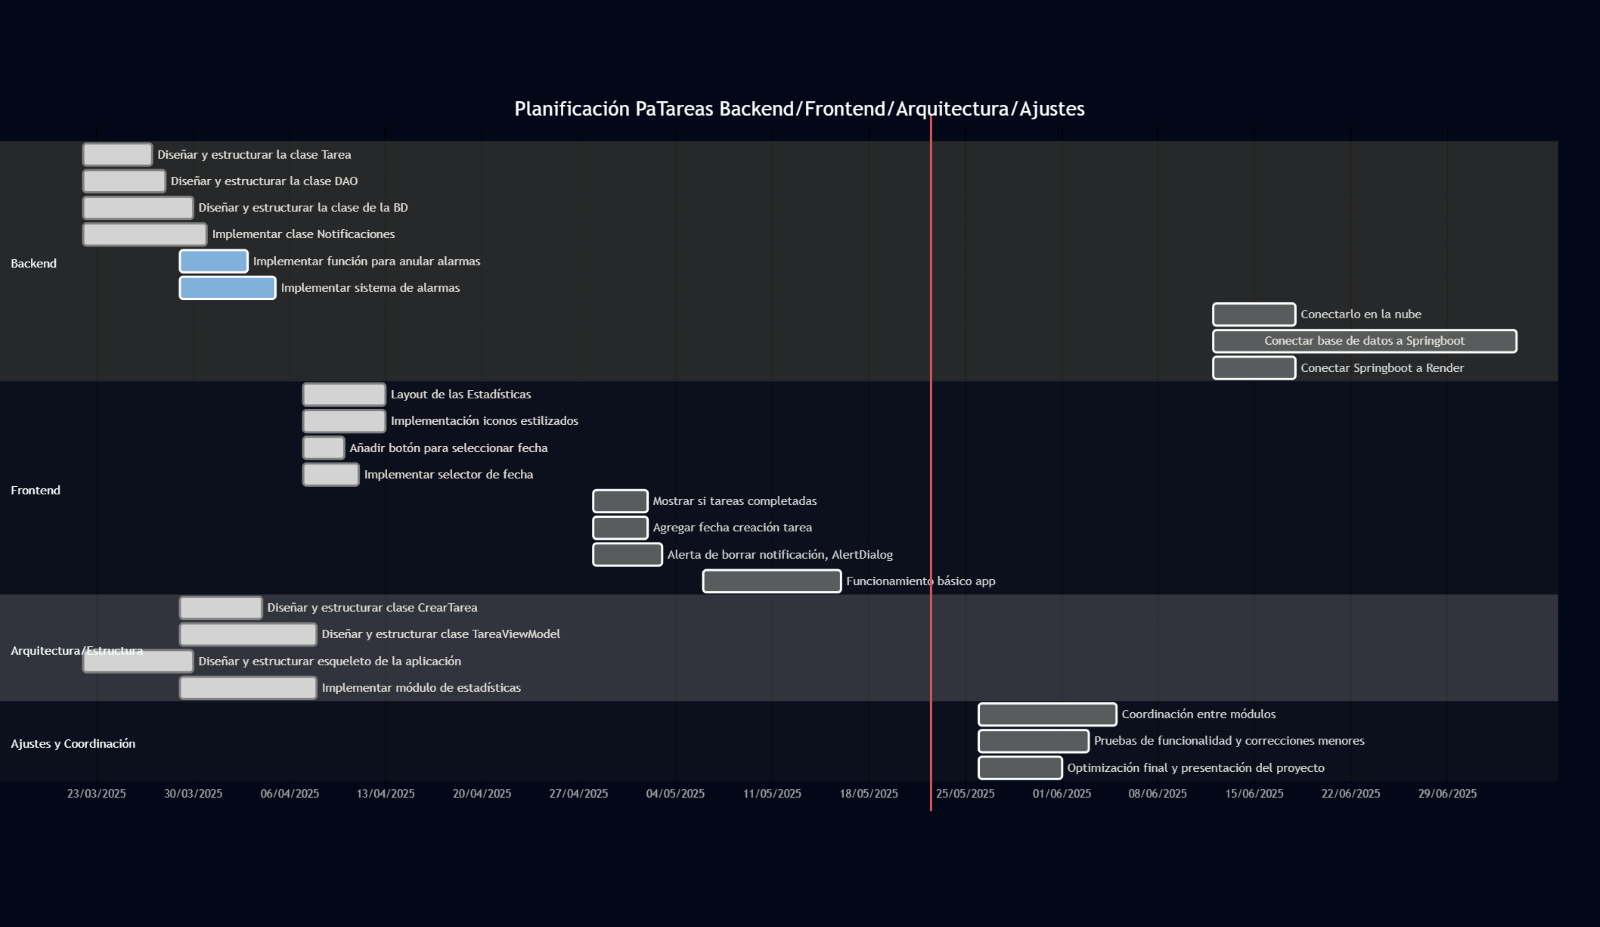 Planificación PaTareas Backend/Frontend/Arquitectura/Ajustes
Backend
Diseñar y estructurar la clase Tarea
Diseñar y estructurar la clase DAO
Diseñar y estructurar la clase de la BD
Implementar clase Notificaciones
Implementar función para anular alarmas
Implementar sistema de alarmas
Conectarlo en la nube
Conectar base de datos a Springboot
Conectar Springboot a Render
Frontend
Layout de las Estadísticas
Implementación iconos estilizados
Añadir botón para seleccionar fecha
Implementar selector de fecha
Mostrar si tareas completadas
Agregar fecha creación tarea
Alerta de borrar notificación, AlertDialog
Funcionamiento básico app
Arquitectura/Estructura
Diseñar y estructurar clase CrearTarea
Diseñar y estructurar clase TareaViewModel
Diseñar y estructurar esqueleto de la aplicación
Implementar módulo de estadísticas
Ajustes y Coordinación
Coordinación entre módulos
Pruebas de funcionalidad y correcciones menores
Optimización final y presentación del proyecto
23/03/2025 30/03/2025 06/04/2025 13/04/2025 20/04/2025 27/04/2025 04/05/2025 11/05/2025 18/05/2025 25/05/2025 01/06/2025 08/06/2025 15/06/2025 22/06/2025 29/06/2025